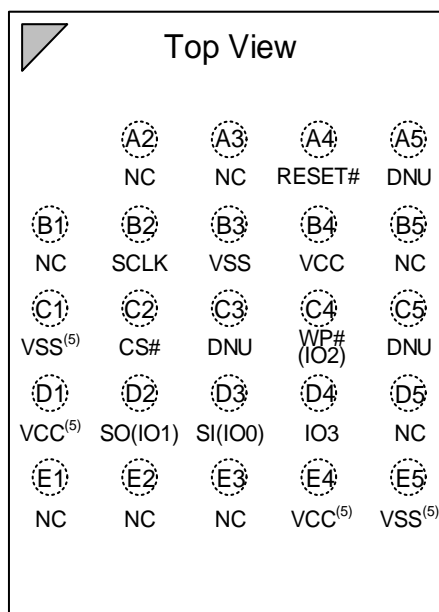 Top View
A2 A3 A4 A5
NC NC RESET# DNU
B1 B2 B3 B4 B5
NC SCLK VSS VCC NC
C1 C2 C3 C4 C5
VSS(5) CS# DNU WP# (IO2) DNU
D1 D2 D3 D4 D5
VCC(5) SO(IO1) SI(IO0) IO3 NC
E1 E2 E3 E4 E5
NC NC NC VCC(5) VSS(5)